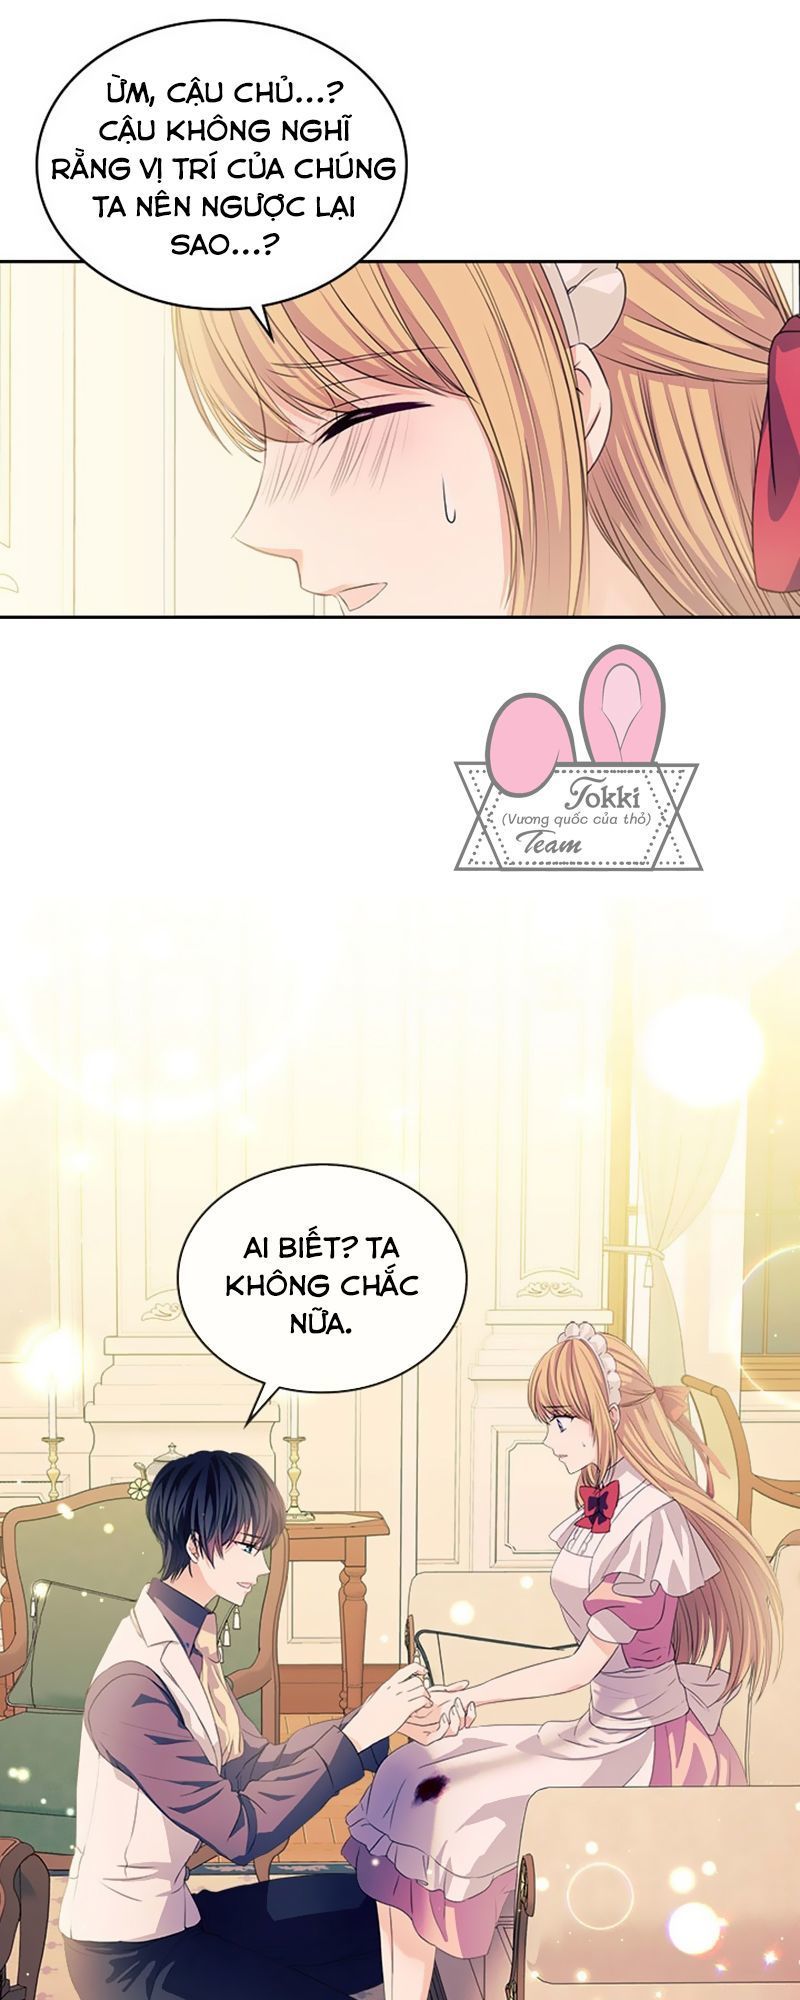 ỪM, CẬU CHỦ...?
CẬU KHÔNG NGHĨ
RẰNG VỊ TRÍ CỦA CHÚNG
TA NÊN NGƯỢC LẠI
SAO...?
Tokki
(Vương quốc của thỏ)
Team
AI BIẾT? TA
KHÔNG CHẮC
NỮA.